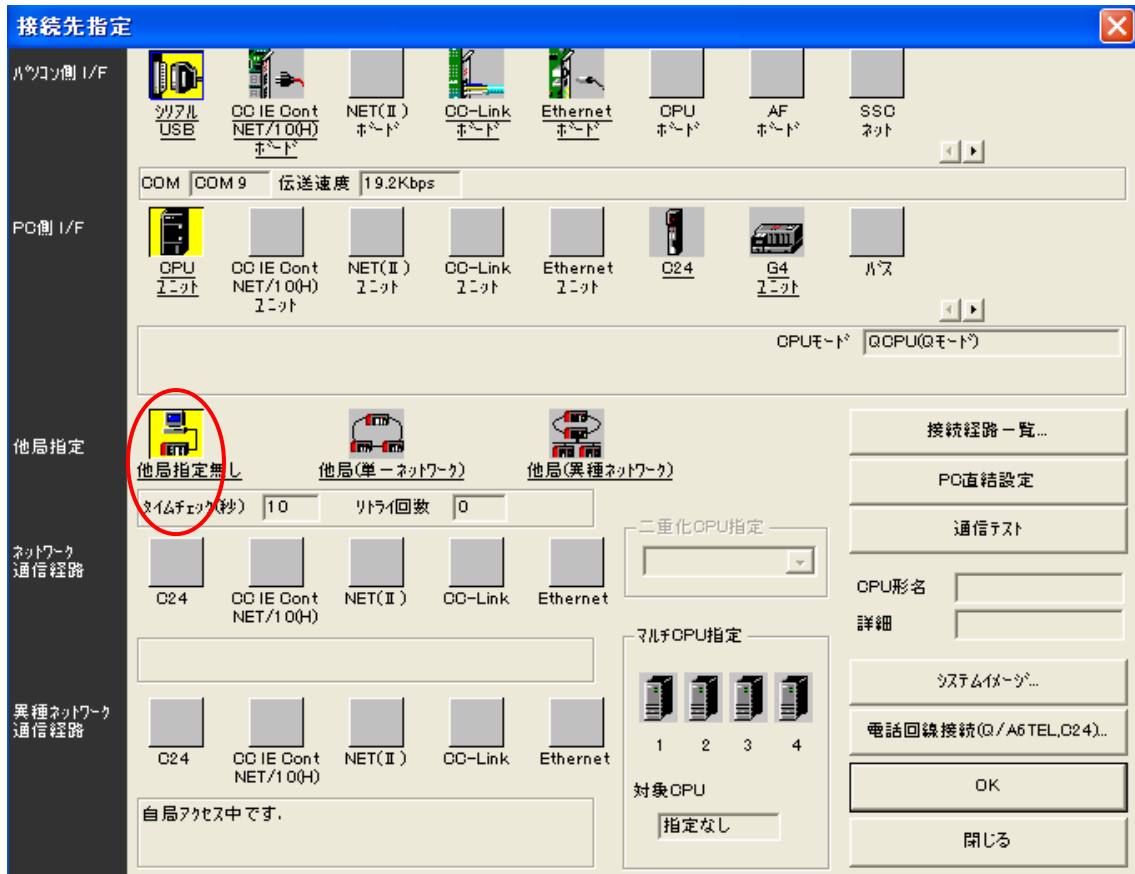 接続先指定
パソコン側 I/F
シリアル
USB
CC IE Cont
NET/10(H)
ボード
NET(Ⅱ)
ボード
CC-Link
ボード
Ethernet
ボード
CPU
ボード
AF
ボード
SSC
ネット
COM COM 9 伝送速度 19.2Kbps
PC側 I/F
CPU
ユニット
CC IE Cont
NET/10(H)
ユニット
NET(Ⅱ)
ユニット
CC-Link
ユニット
Ethernet
ユニット
C24
G4
ユニット
バス
CPUモード QCPU(Qモード)
他局指定
他局指定無し
他局(単一ネットワーク)
他局(異種ネットワーク)
タイムチェック(秒) 10 リトライ回数 0
接続経路一覧...
PC直結設定
通信テスト
二重化CPU指定
ネットワーク
通信経路
C24
CC IE Cont
NET/10(H)
NET(Ⅱ)
CC-Link
Ethernet
CPU形名
詳細
マルチCPU指定
1 2 3 4
対象CPU
指定なし
システムイメージ...
電話回線接続(Q/A6TEL,C24)...
OK
閉じる
異種ネットワーク
通信経路
C24
CC IE Cont
NET/10(H)
NET(Ⅱ)
CC-Link
Ethernet
自局アクセス中です.